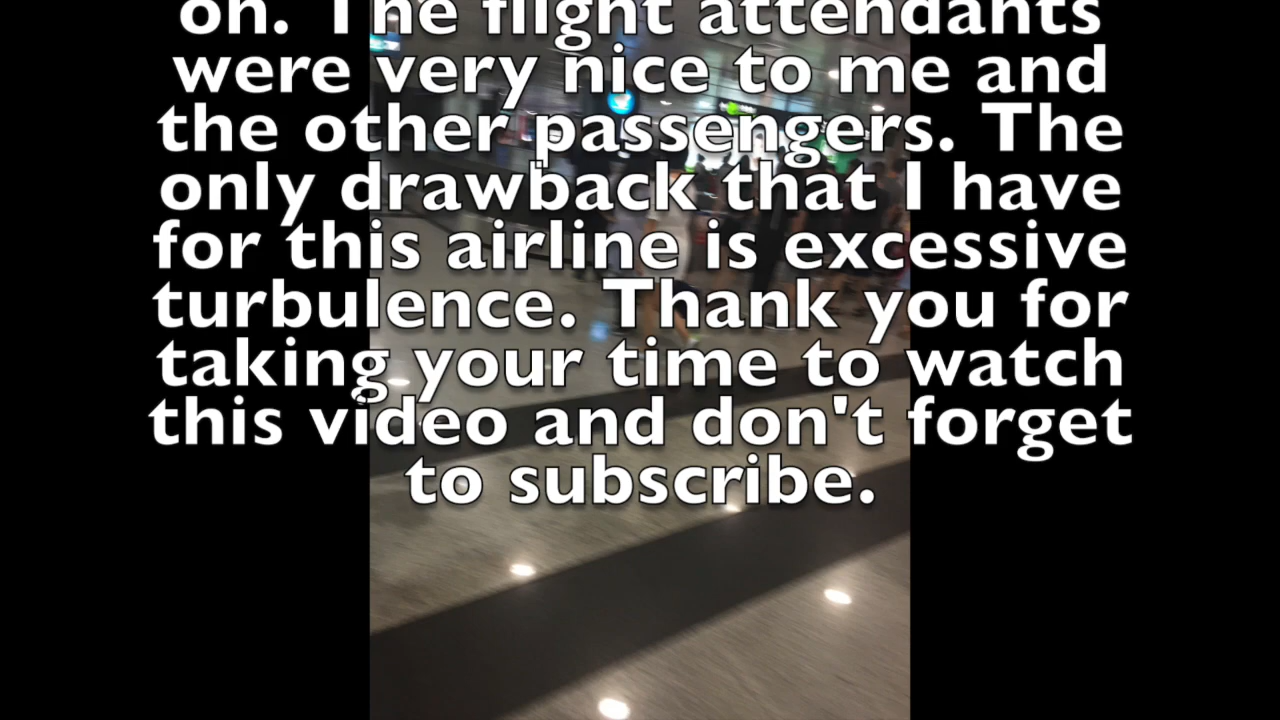 on. The flight attendants
were very nice to me and
the other passengers. The
only drawback that I have
for this airline is excessive
turbulence. Thank you for
taking your time to watch
this video and don't forget
to subscribe.